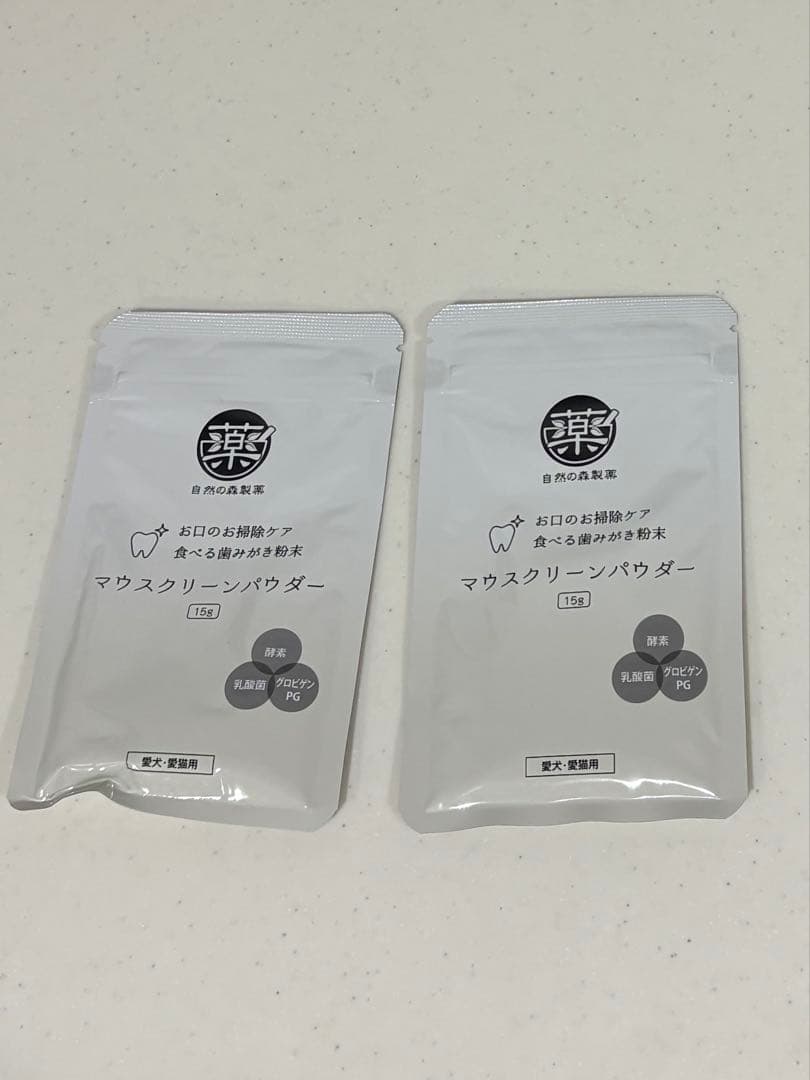 薬
自然の森製薬
お口のお掃除ケア
食べる歯みがき粉末
マウスクリーンパウダー
15g
酵素
乳酸菌
グロビゲン
PG
愛犬・愛猫用
薬
自然の森製薬
お口のお掃除ケア
食べる歯みがき粉末
マウスクリーンパウダー
15g
酵素
乳酸菌
グロビゲン
PG
愛犬・愛猫用